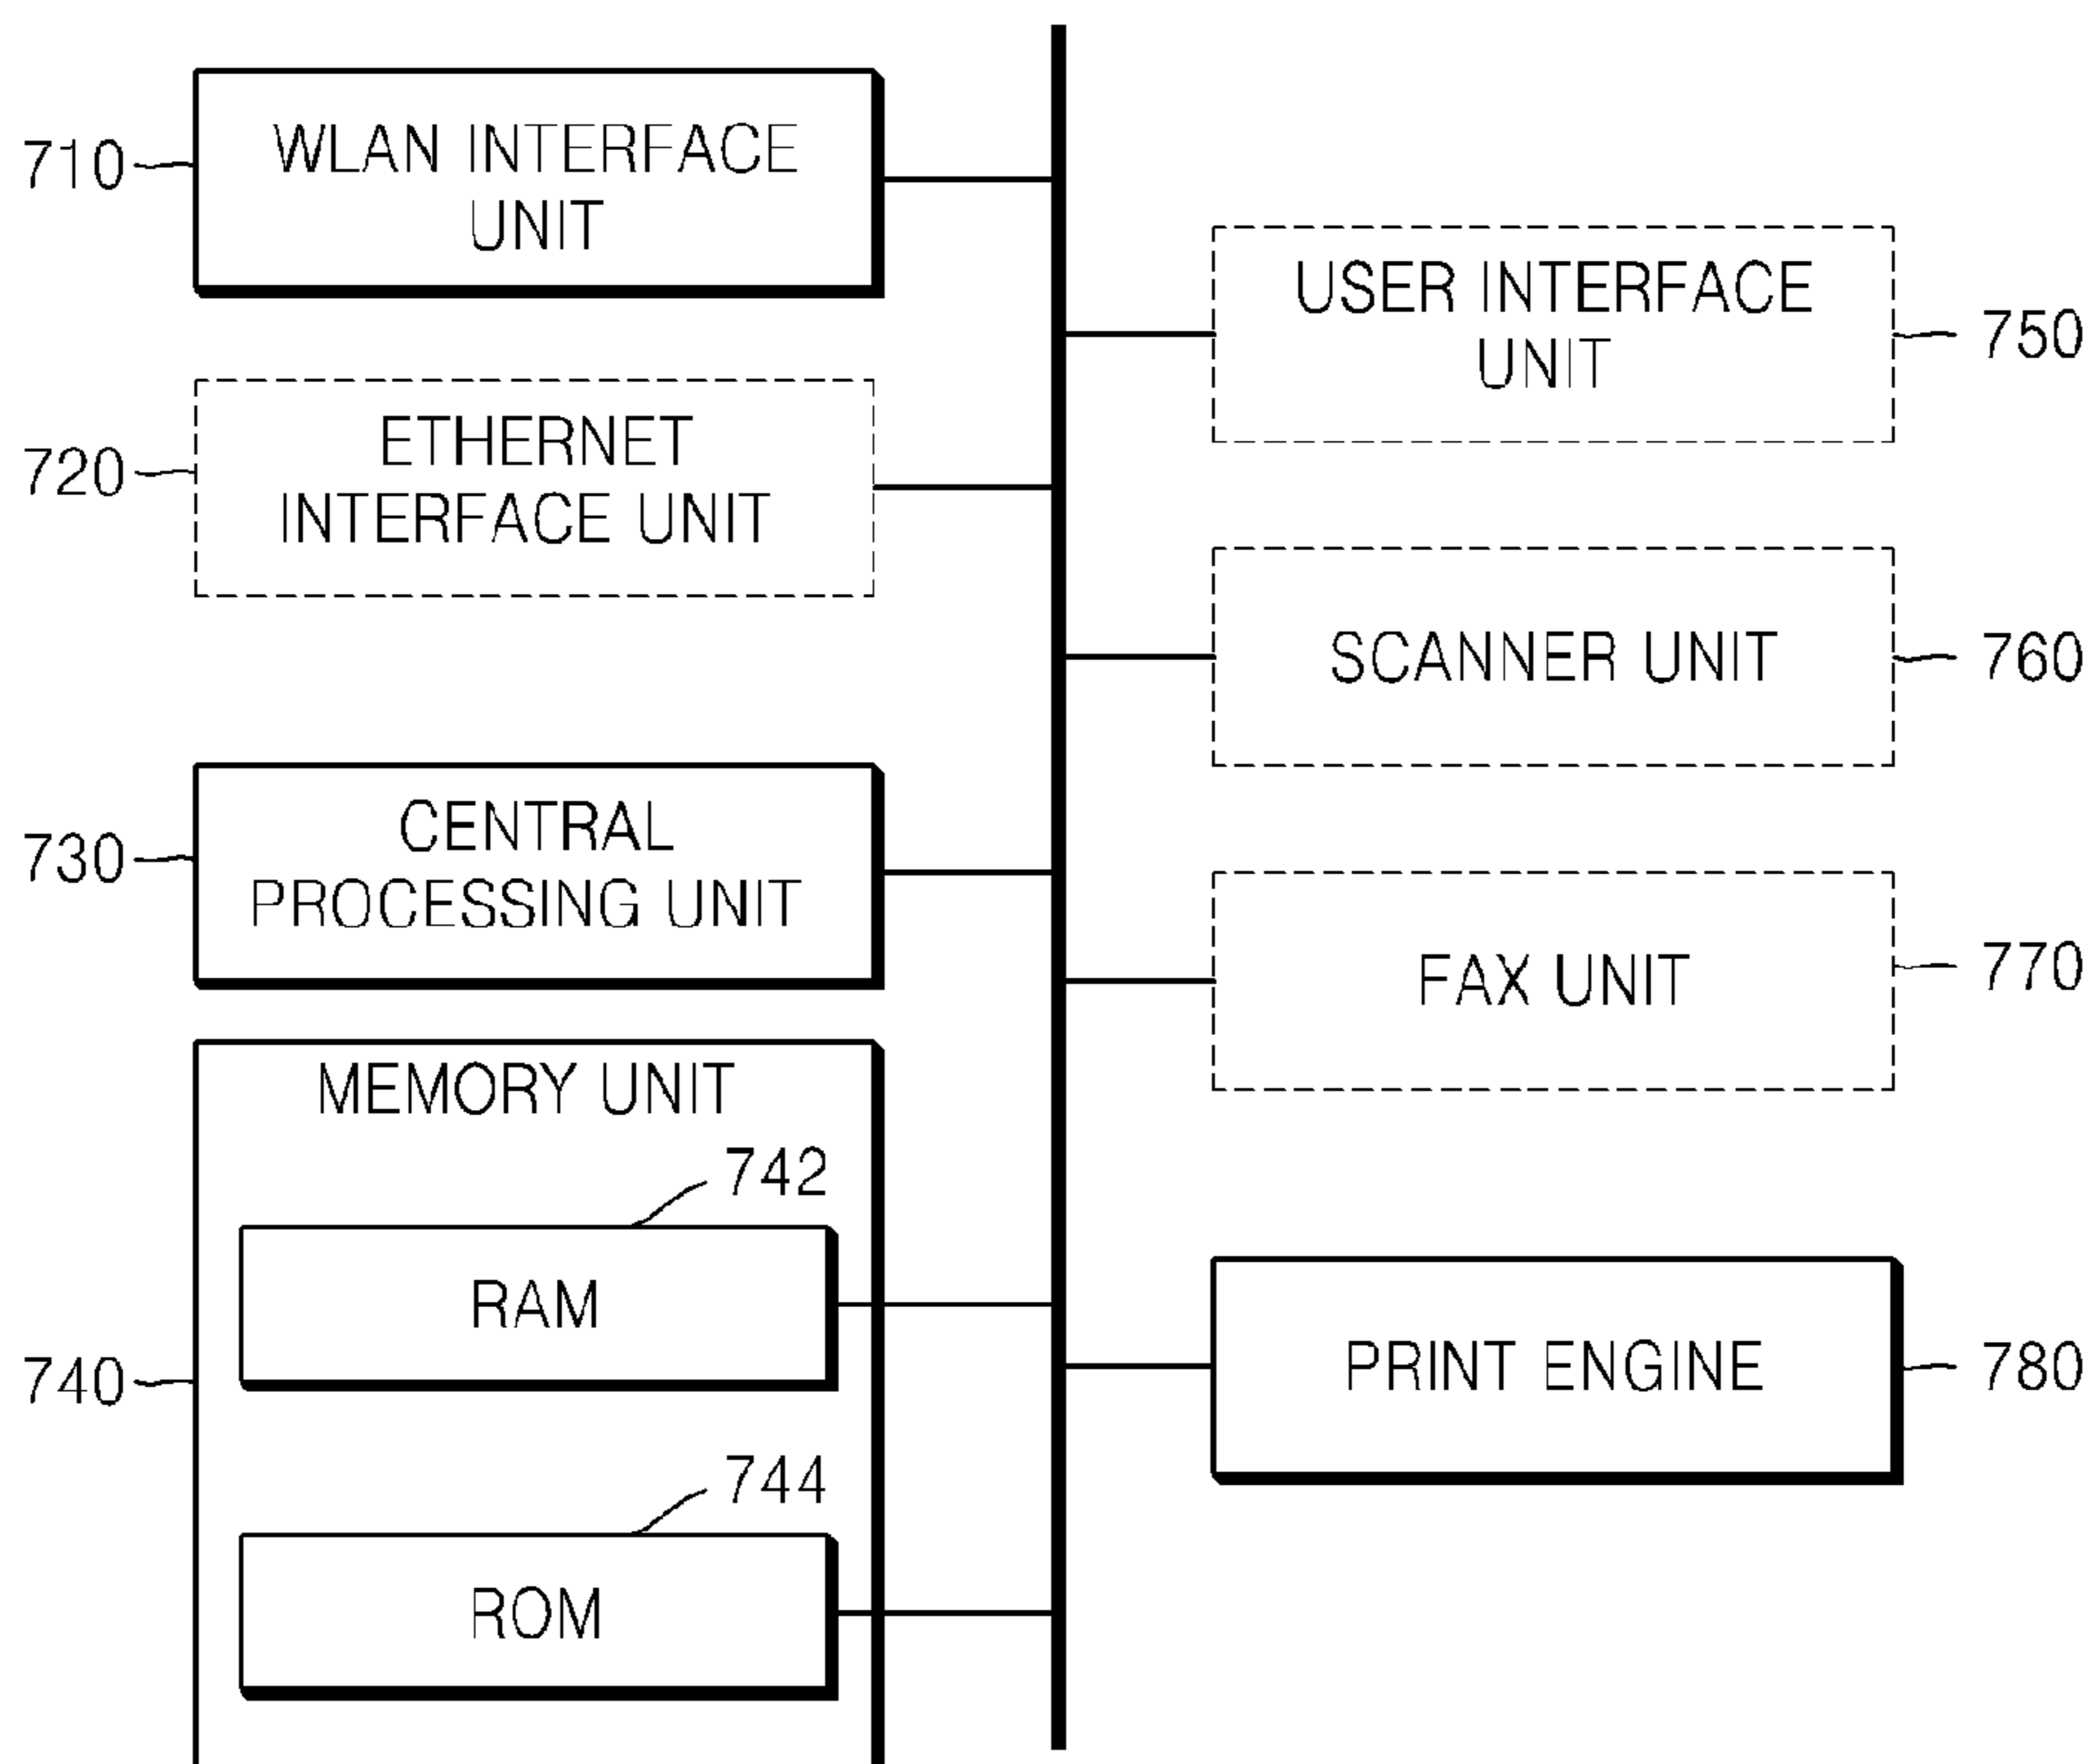 710
WLAN INTERFACE
UNIT
720
ETHERNET
INTERFACE UNIT
730
CENTRAL
PROCESSING UNIT
740
MEMORY UNIT
742
RAM
744
ROM
USER INTERFACE
UNIT
750
SCANNER UNIT
760
FAX UNIT
770
PRINT ENGINE
780